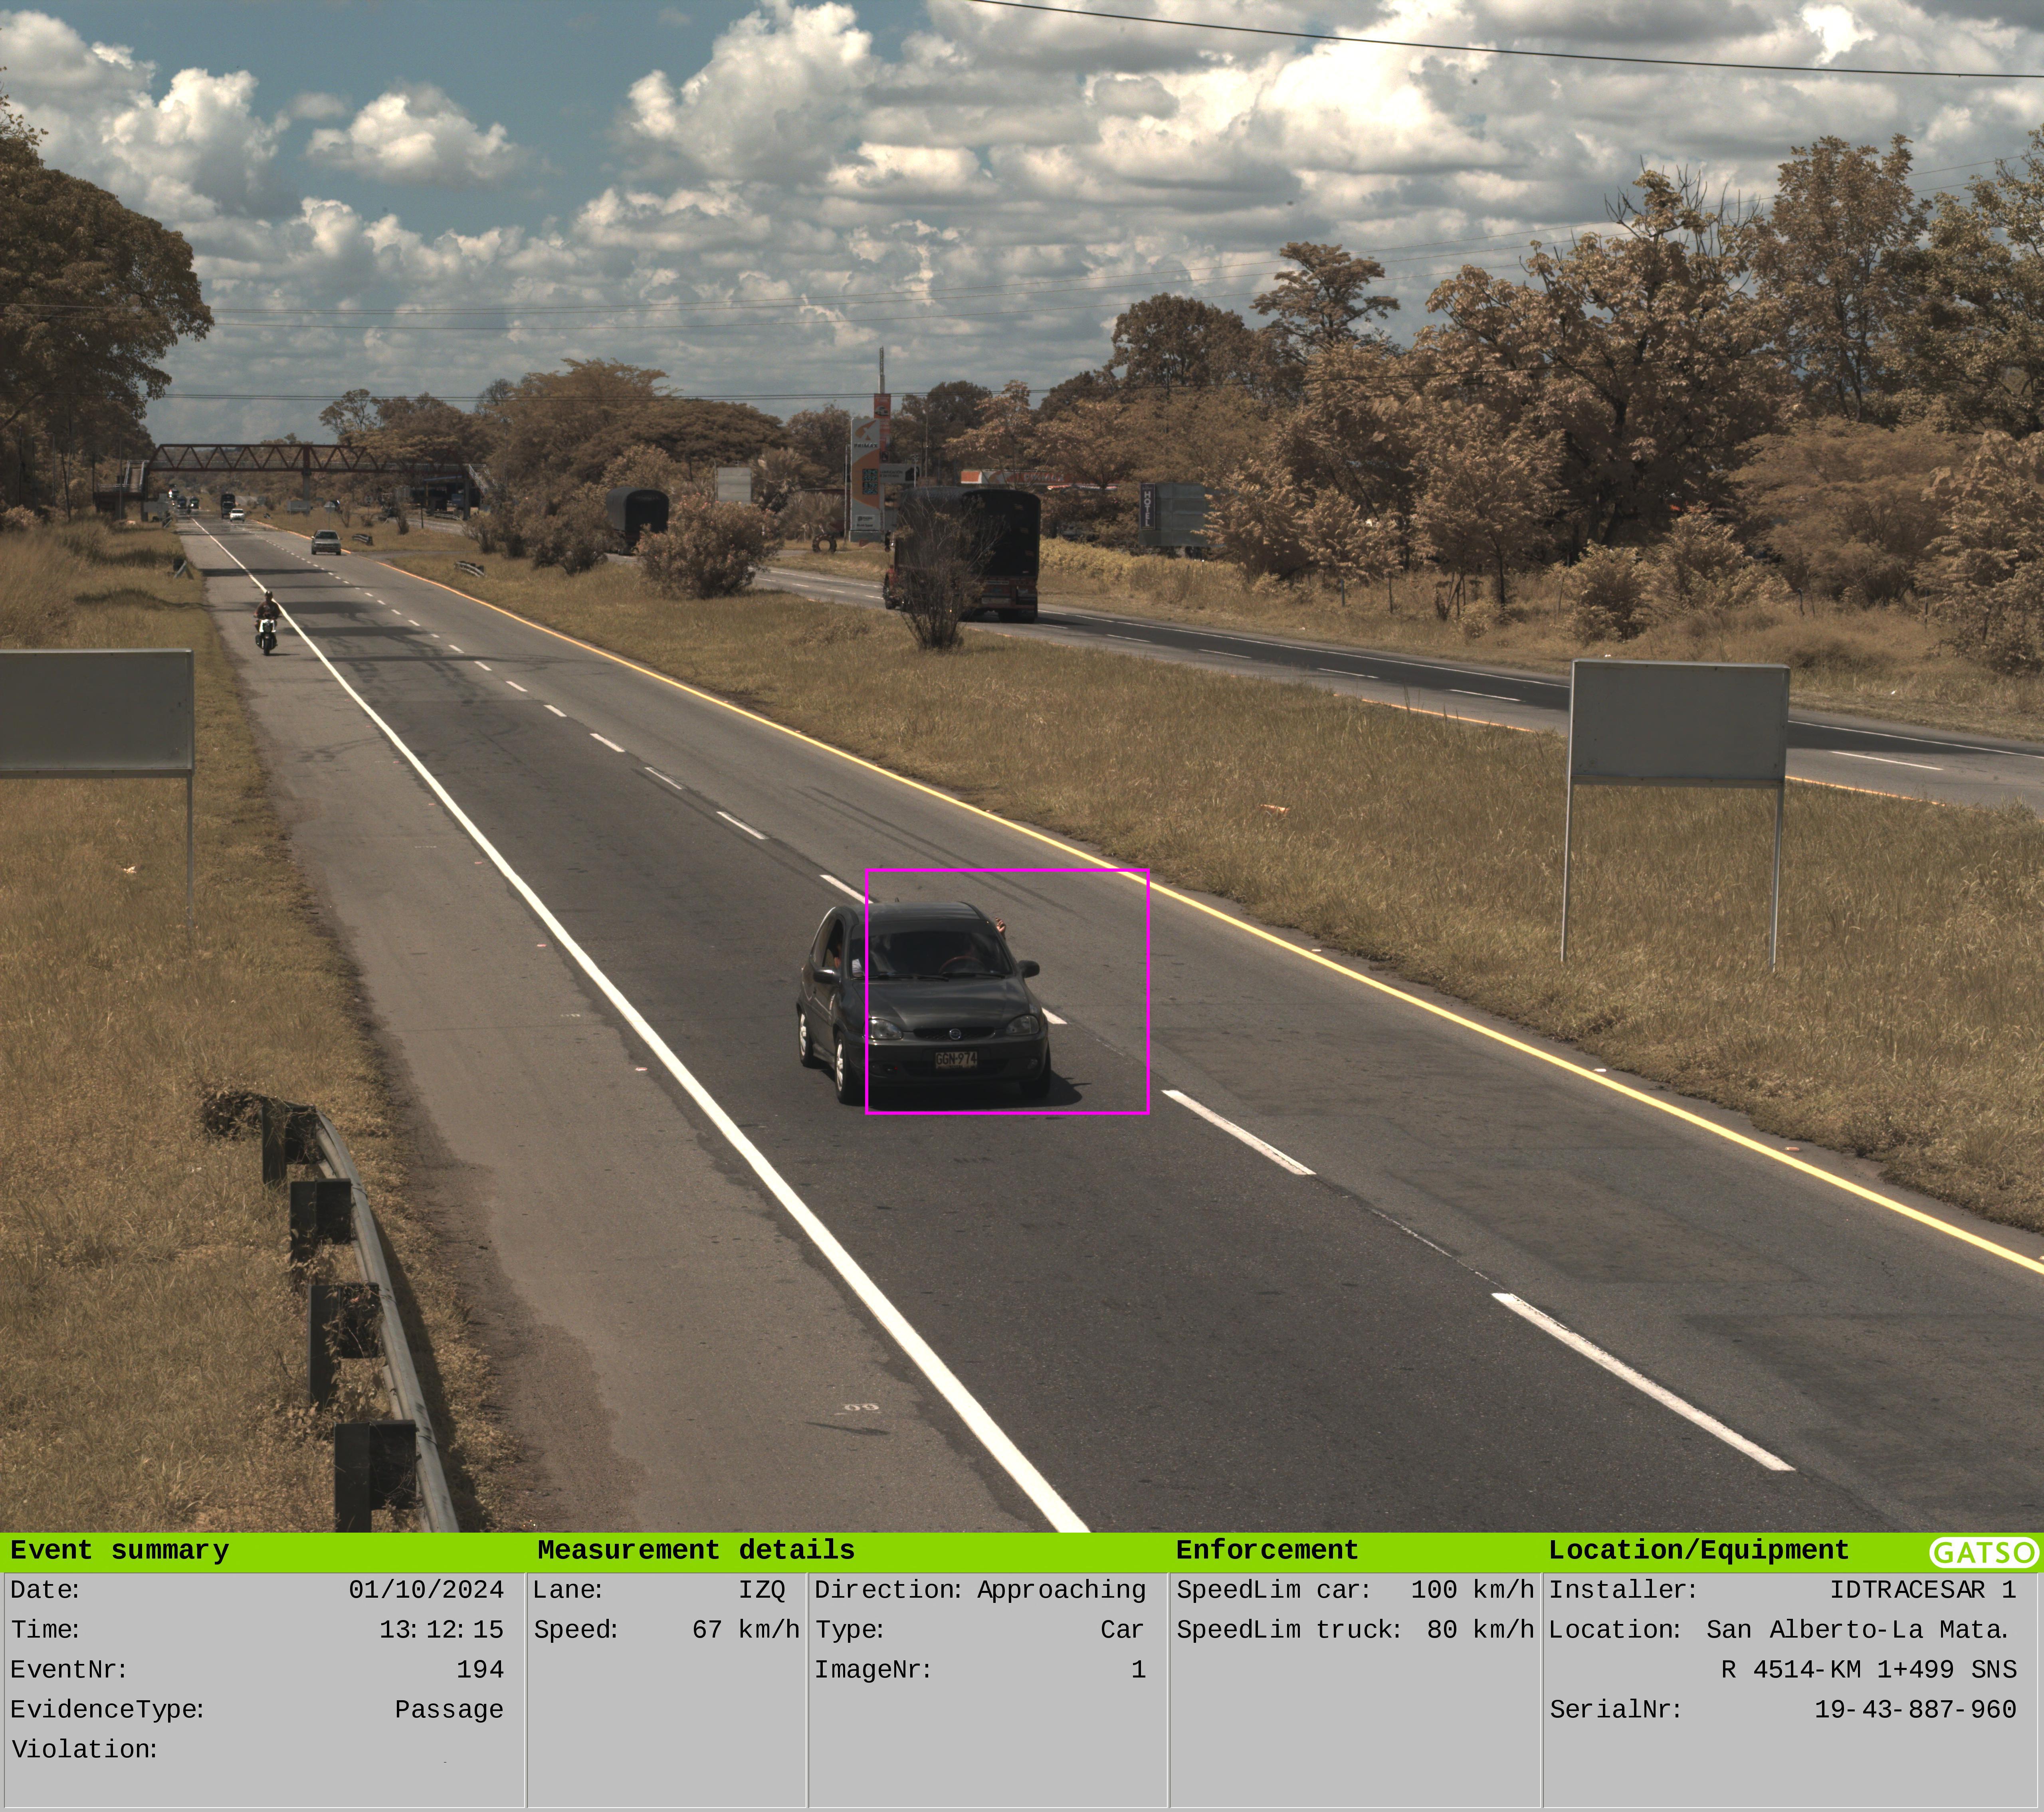 HOTEL
GGN-974
Event summary
Measurement details
Enforcement
Location/Equipment
GATSO
Date: 01/10/2024
Time: 13:12:15
EventNr: 194
EvidenceType: Passage
Violation:
Lane: IZQ
Speed: 67 km/h
Direction: Approaching
Type: Car
ImageNr: 1
SpeedLim car: 100 km/h
SpeedLim truck: 80 km/h
Installer: IDTRACESAR 1
Location: San Alberto-La Mata.
R 4514-KM 1+499 SNS
SerialNr: 19-43-887-960